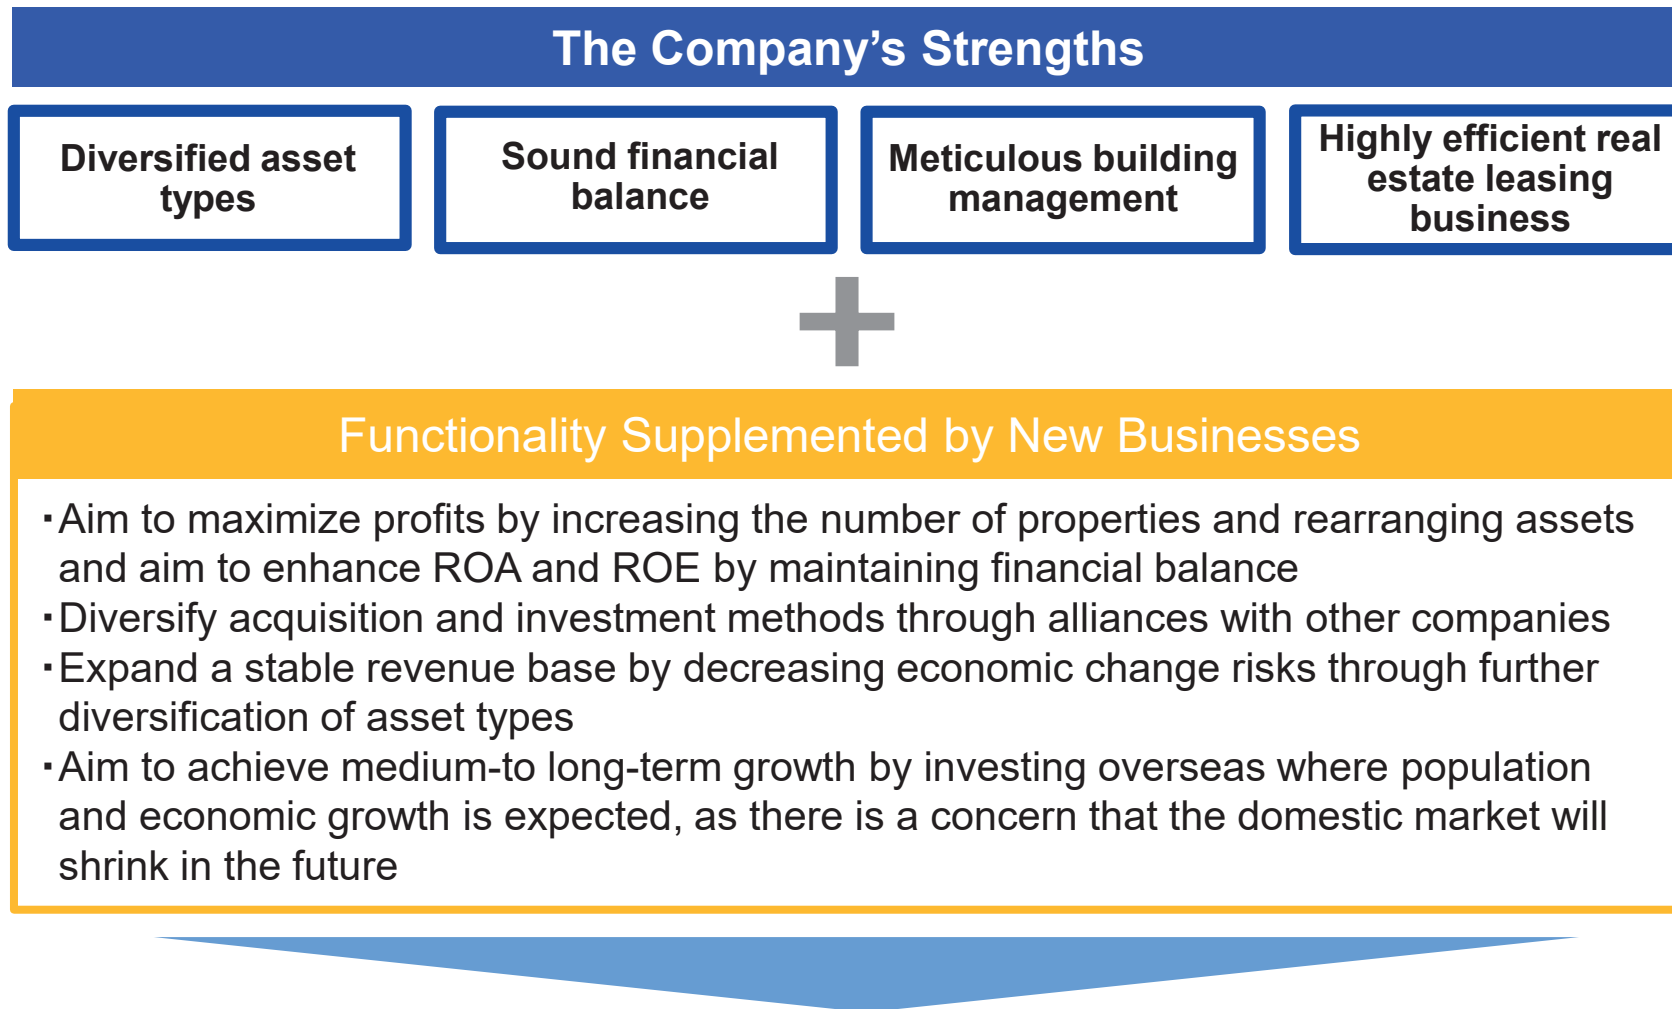 The Company’s Strengths
Diversified asset
types
Sound financial
balance
Meticulous building
management
Highly efficient real
estate leasing
business
Functionality Supplemented by New Businesses
･Aim to maximize profits by increasing the number of properties and rearranging assets
and aim to enhance ROA and ROE by maintaining financial balance
･Diversify acquisition and investment methods through alliances with other companies
･Expand a stable revenue base by decreasing economic change risks through further
diversification of asset types
･Aim to achieve medium-to long-term growth by investing overseas where population
and economic growth is expected, as there is a concern that the domestic market will
shrink in the future